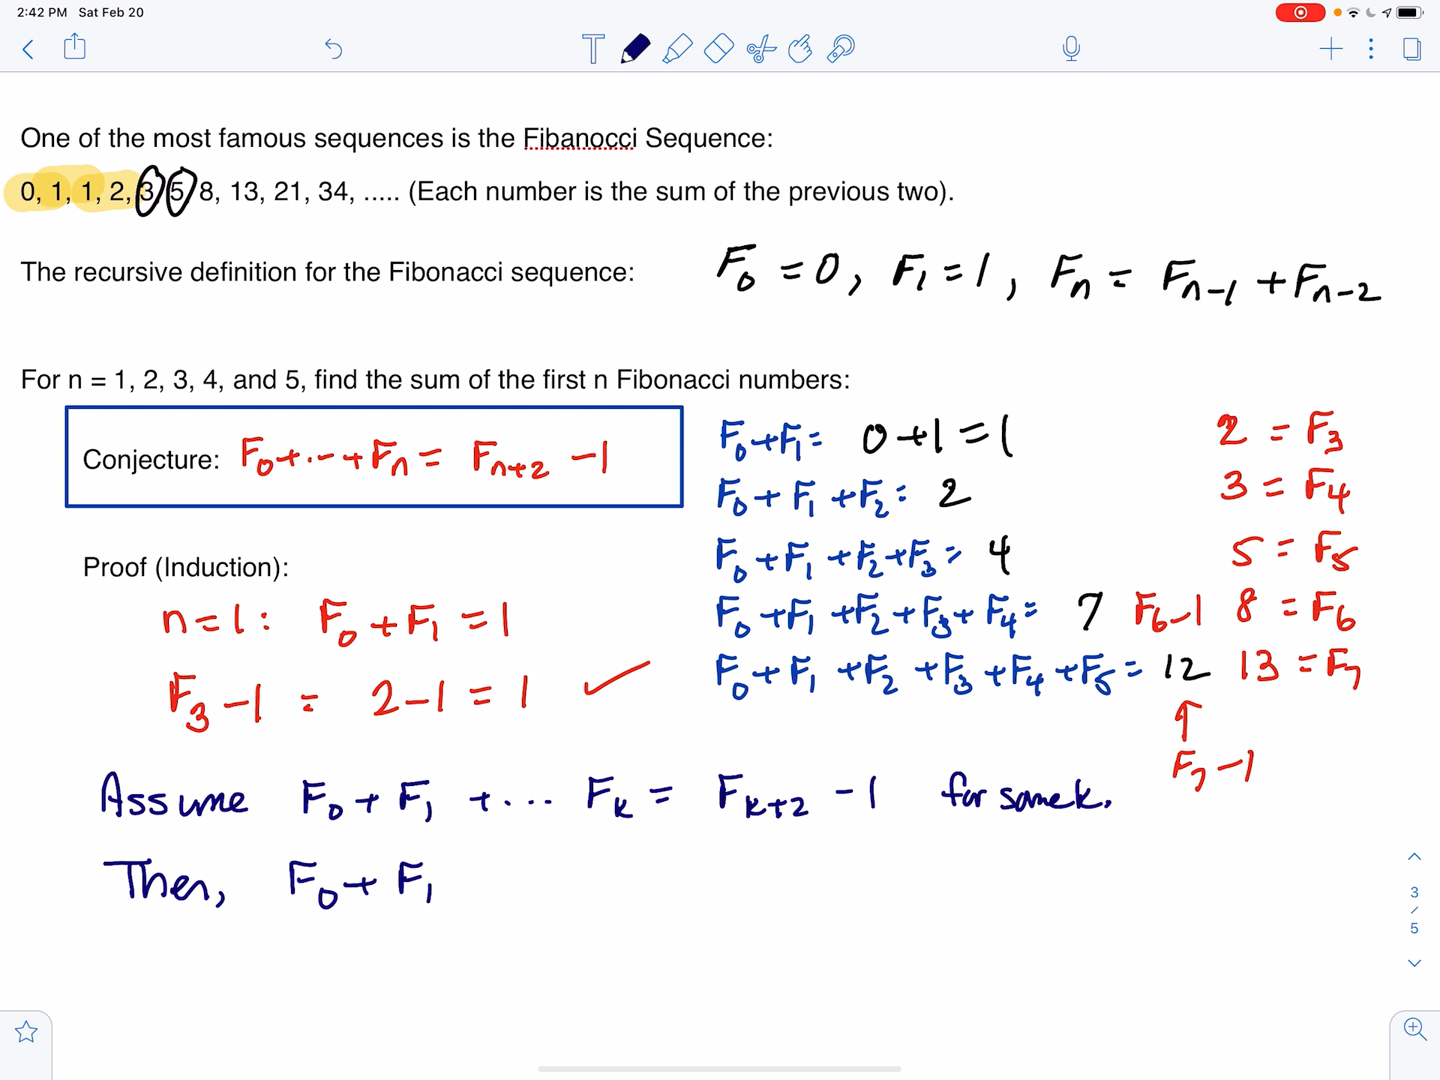 2:42 PM Sat Feb 20
One of the most famous sequences is the Fibanocci Sequence:
0, 1, 1, 2, 3, 5, 8, 13, 21, 34, ..... (Each number is the sum of the previous two).
The recursive definition for the Fibonacci sequence: F₀ = 0, F₁ = 1, Fₙ = Fₙ₋₁ + Fₙ₋₂
For n = 1, 2, 3, 4, and 5, find the sum of the first n Fibonacci numbers:
Conjecture: F₀ + ... + Fₙ = Fₙ₊₂ - 1
F₀ + F₁ = 0 + 1 = 1 2 = F₃
F₀ + F₁ + F₂ = 2 3 = F₄
F₀ + F₁ + F₂ + F₃ = 4 5 = F₅
F₀ + F₁ + F₂ + F₃ + F₄ = 7 F₆ - 1 8 = F₆
F₀ + F₁ + F₂ + F₃ + F₄ + F₅ = 12 13 = F₇
↑
F₇ - 1
Proof (Induction):
n = 1: F₀ + F₁ = 1
F₃ - 1 = 2 - 1 = 1 ✓
Assume F₀ + F₁ + ... Fₖ = Fₖ₊₂ - 1 for some k.
Then, F₀ + F₁
3
/
5